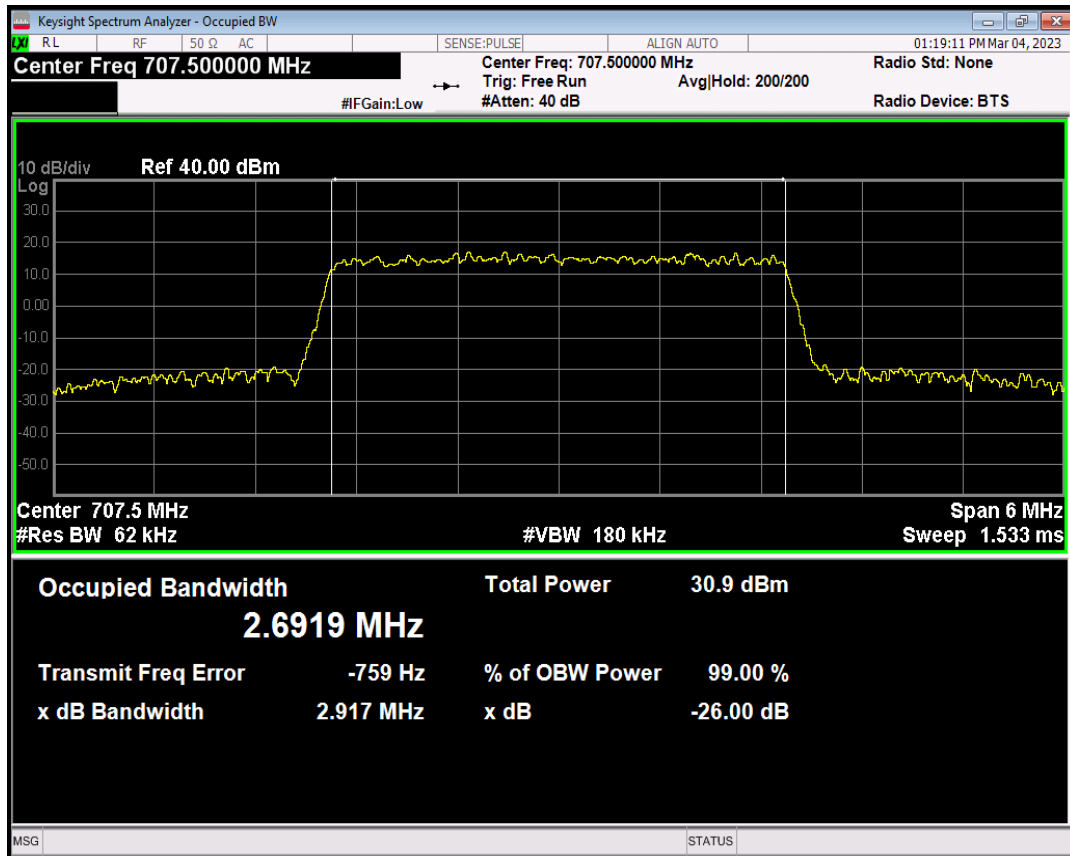 Keysight Spectrum Analyzer - Occupied BW
LXI RL RF 50 Ω AC SENSE:PULSE ALIGN AUTO 01:19:11 PM Mar 04, 2023
Center Freq 707.500000 MHz Center Freq: 707.500000 MHz Radio Std: None
Trig: Free Run Avg|Hold: 200/200
#IFGain:Low #Atten: 40 dB Radio Device: BTS
10 dB/div Ref 40.00 dBm
Log
30.0
20.0
10.0
0.00
-10.0
-20.0
-30.0
-40.0
-50.0
Center 707.5 MHz Span 6 MHz
#Res BW 62 kHz #VBW 180 kHz Sweep 1.533 ms
Occupied Bandwidth Total Power 30.9 dBm
2.6919 MHz
Transmit Freq Error -759 Hz % of OBW Power 99.00 %
x dB Bandwidth 2.917 MHz x dB -26.00 dB
MSG STATUS